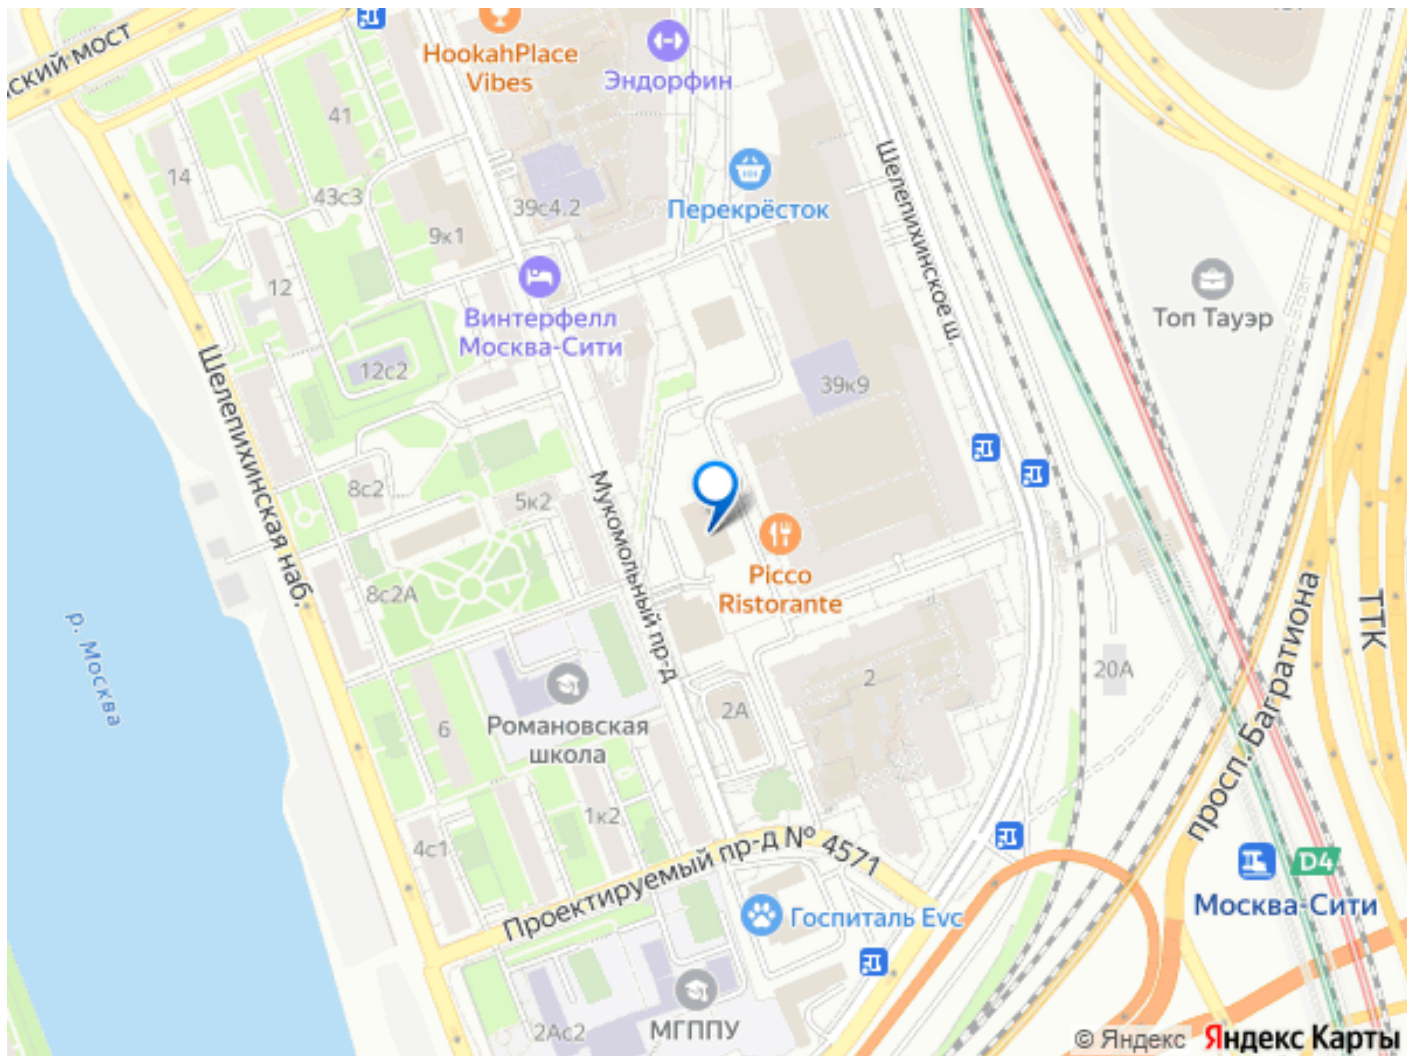 ский мост
HookahPlace
Vibes
Эндорфин
41
14
43с3
39с4.2
Перекрёсток
9к1
Шелепихинское ш.
12
Винтерфелл
Москва-Сити
Топ Тауэр
12с2
39к9
Шелепихинская наб.
8с2
5к2
Мукомольный пр-д
Picco
Ristorante
8с2А
р. Москва
просп. Багратиона
ТТК
20А
2
2А
Романовская
школа
6
1к2
4с1
Проектируемый пр-д № 4571
D4
Москва-Сити
Госпиталь Evc
МГППУ
2Ас2
© Яндекс Яндекс Карты